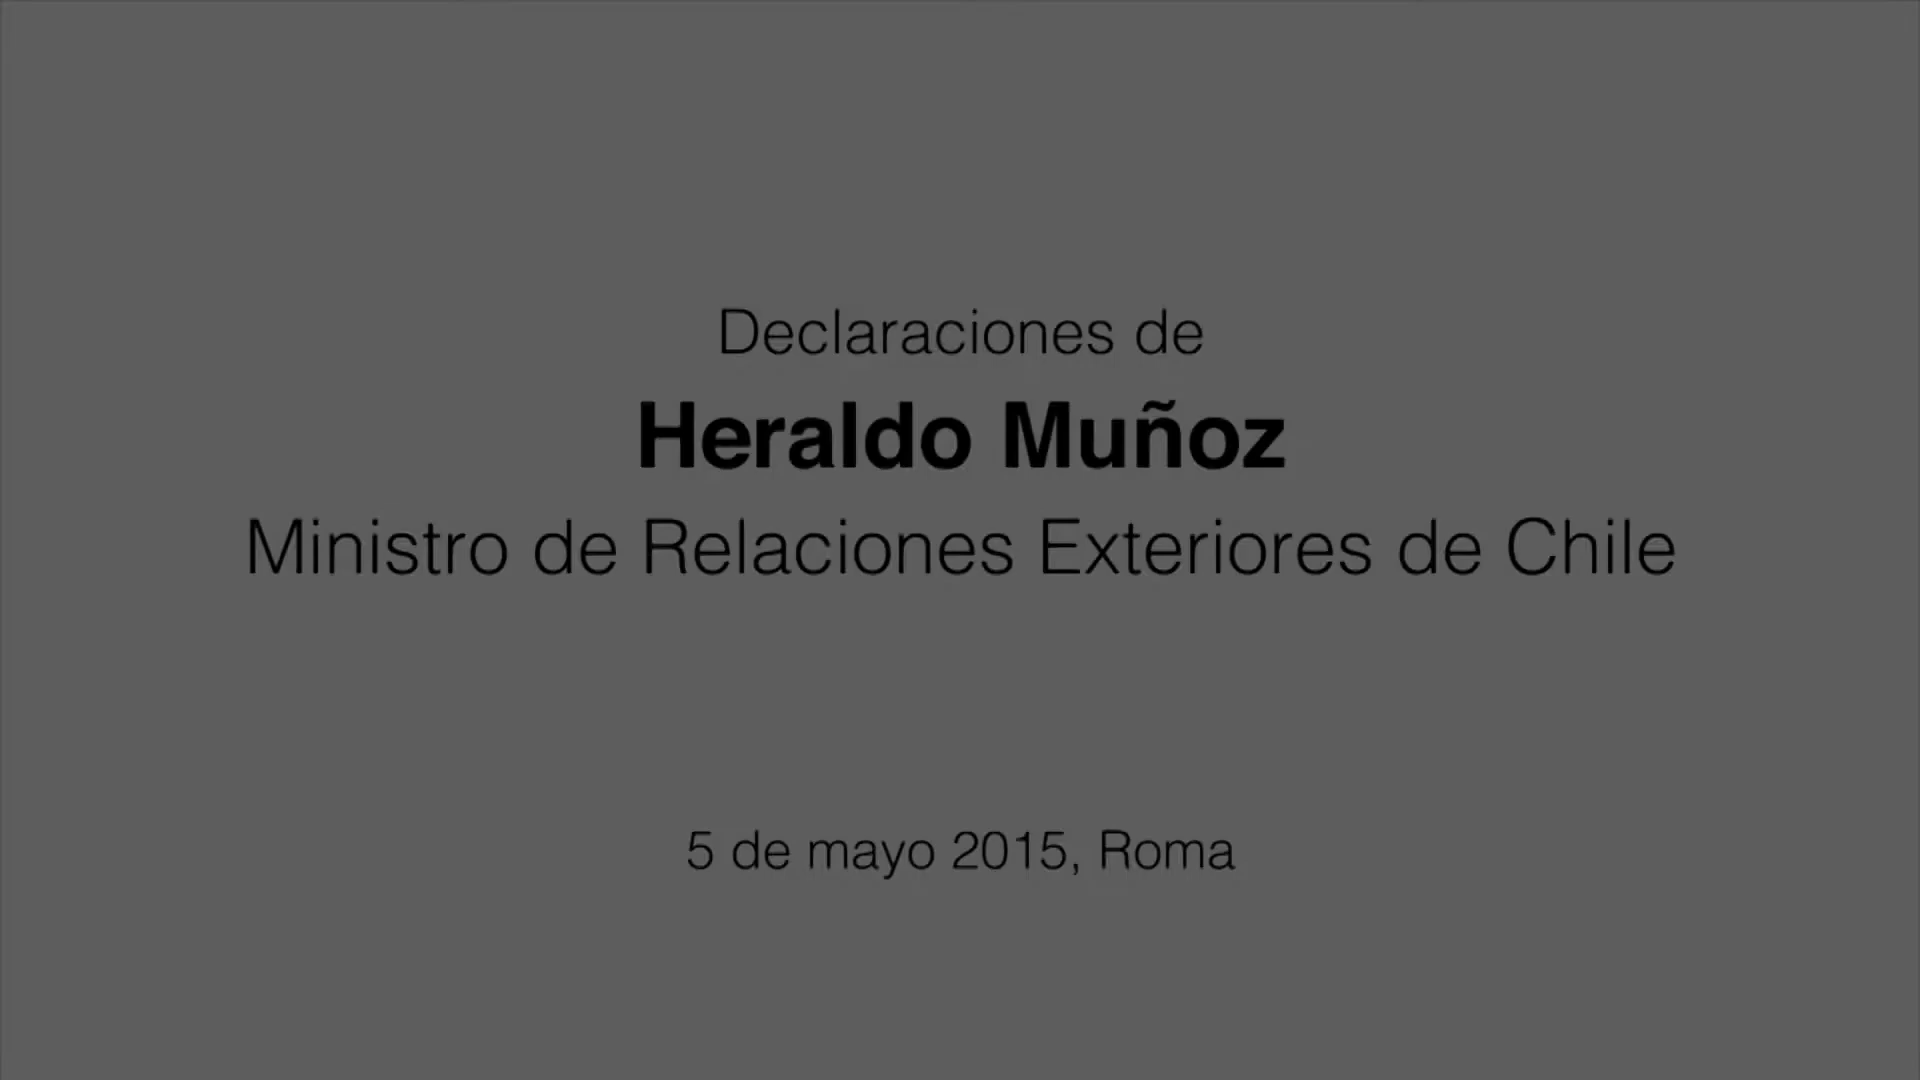 Declaraciones de
Heraldo Muñoz
Ministro de Relaciones Exteriores de Chile
5 de mayo 2015, Roma